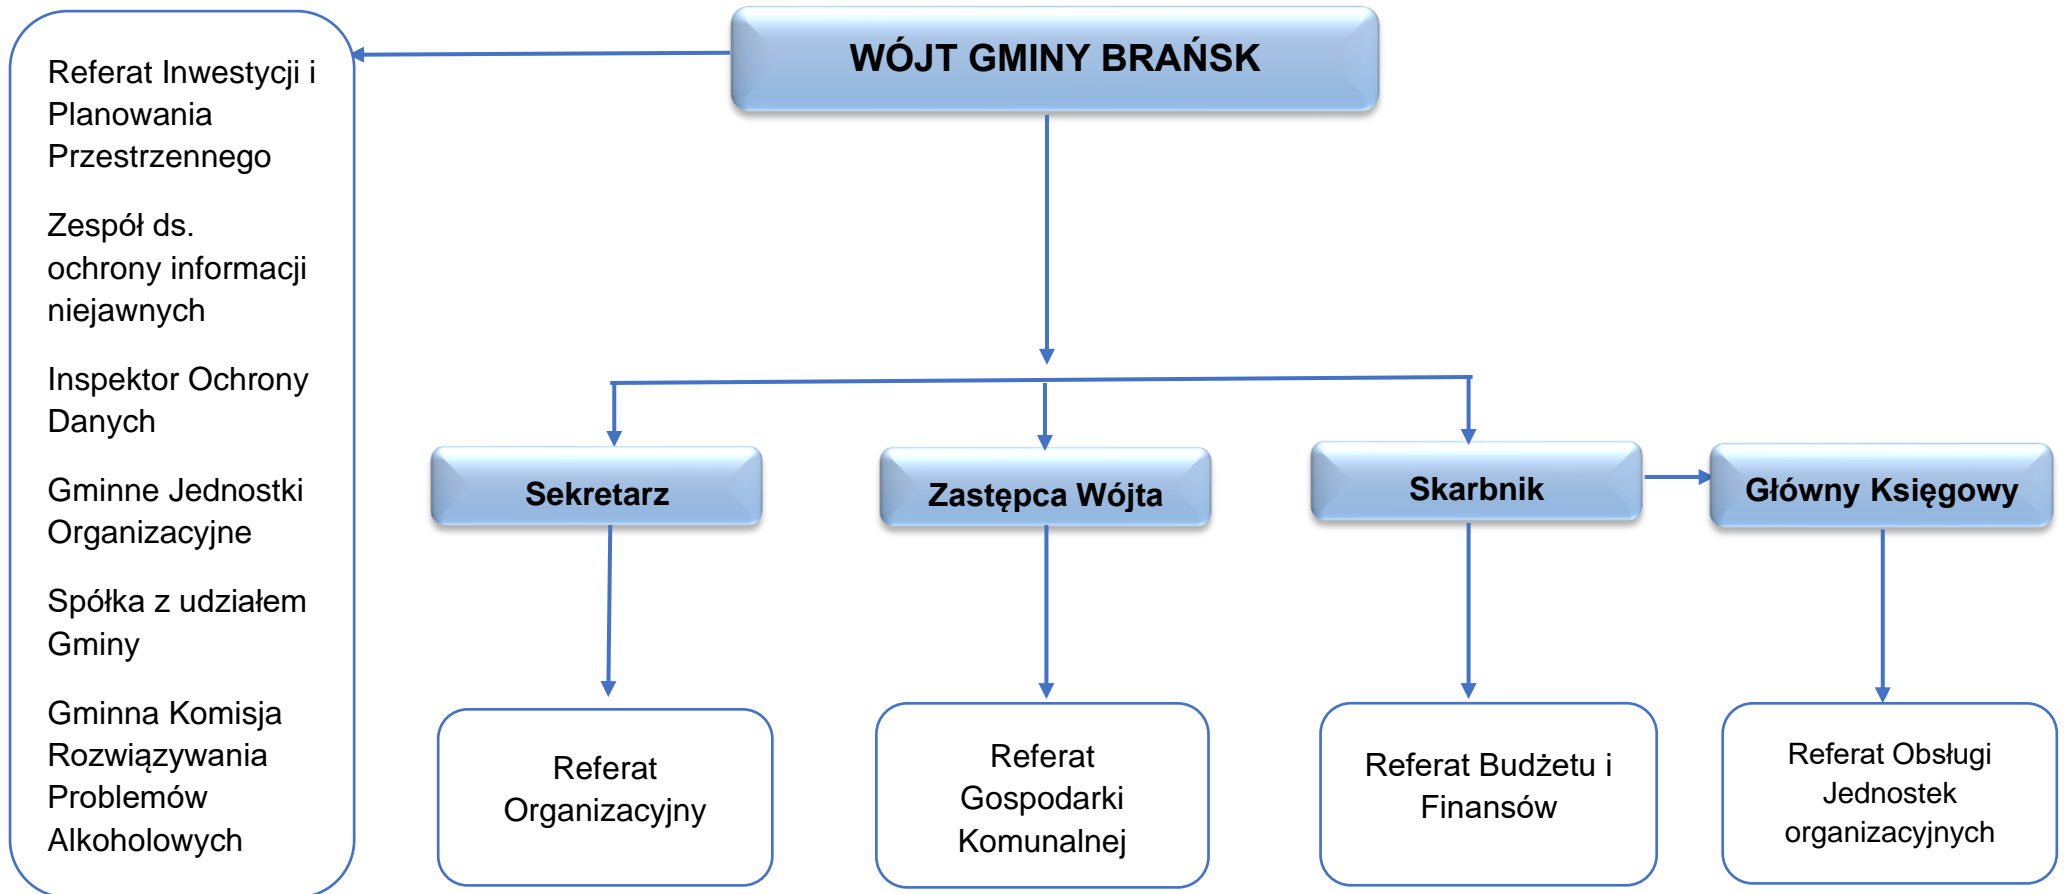 WÓJT GMINY BRAŃSK
Referat Inwestycji i
Planowania
Przestrzennego
Zespół ds.
ochrony informacji
niejawnych
Inspektor Ochrony
Danych
Gminne Jednostki
Organizacyjne
Spółka z udziałem
Gminy
Gminna Komisja
Rozwiązywania
Problemów
Alkoholowych
Sekretarz
Zastępca Wójta
Skarbnik
Główny Księgowy
Referat
Organizacyjny
Referat
Gospodarki
Komunalnej
Referat Budżetu i
Finansów
Referat Obsługi
Jednostek
organizacyjnych